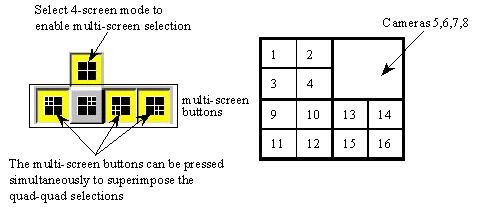 Select 4-screen mode to
enable multi-screen selection
Cameras 5,6,7,8
1 2
3 4
multi-screen
buttons
9 10 13 14
11 12 15 16
The multi-screen buttons can be pressed
simultaneously to superimpose the
quad-quad selections